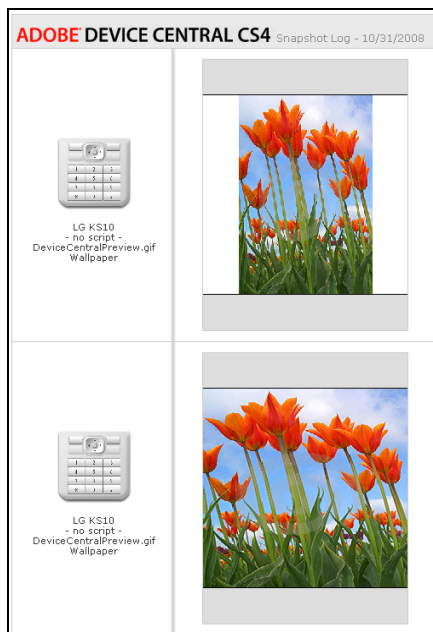 ADOBE® DEVICE CENTRAL CS4 Snapshot Log - 10/31/2008
LG KS10
- no script -
DeviceCentralPreview.gif
Wallpaper
LG KS10
- no script -
DeviceCentralPreview.gif
Wallpaper